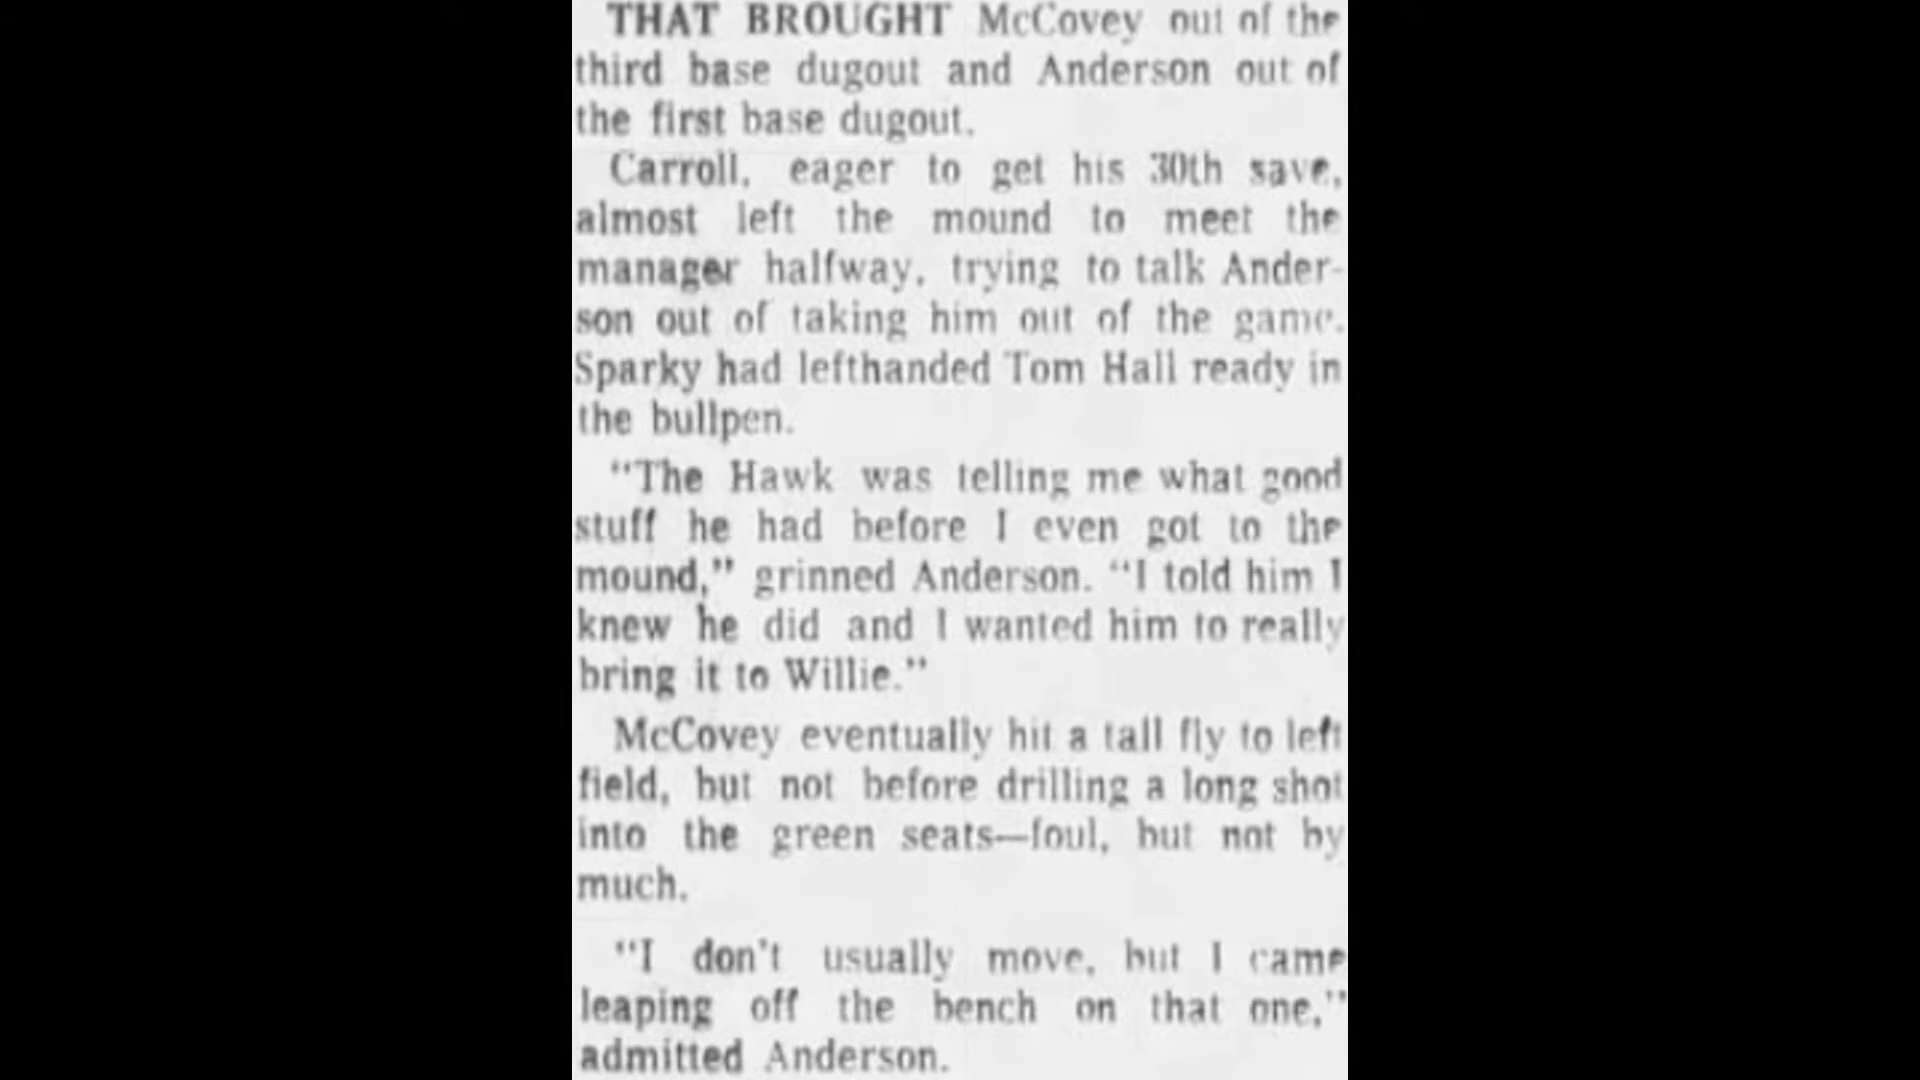 THAT BROUGHT McCovey out of the
third base dugout and Anderson out of
the first base dugout.
Carroll, eager to get his 30th save,
almost left the mound to meet the
manager halfway, trying to talk Ander-
son out of taking him out of the game.
Sparky had lefthanded Tom Hall ready in
the bullpen.
"The Hawk was telling me what good
stuff he had before I even got to the
mound," grinned Anderson. "I told him I
knew he did and I wanted him to really
bring it to Willie."
McCovey eventually hit a tall fly to left
field, but not before drilling a long shot
into the green seats—foul, but not by
much.
"I don't usually move, but I came
leaping off the bench on that one,"
admitted Anderson.